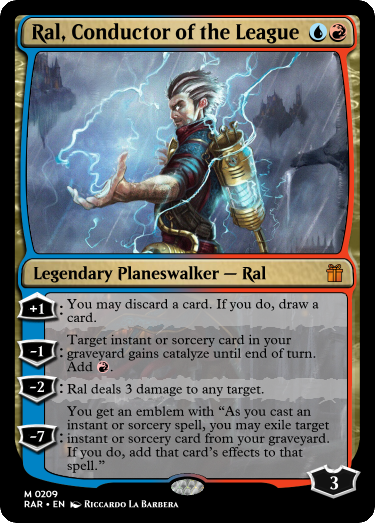 Ral, Conductor of the League
Legendary Planeswalker — Ral
+1: You may discard a card. If you do, draw a
card.
-1: Target instant or sorcery card in your
graveyard gains catalyze until end of turn.
Add.
-2: Ral deals 3 damage to any target.
-7: You get an emblem with “As you cast an
instant or sorcery spell, you may exile target
instant or sorcery card from your graveyard.
If you do, add that card's effects to that
spell.”
3
M 0209
RAR • EN Riccardo La Barbera